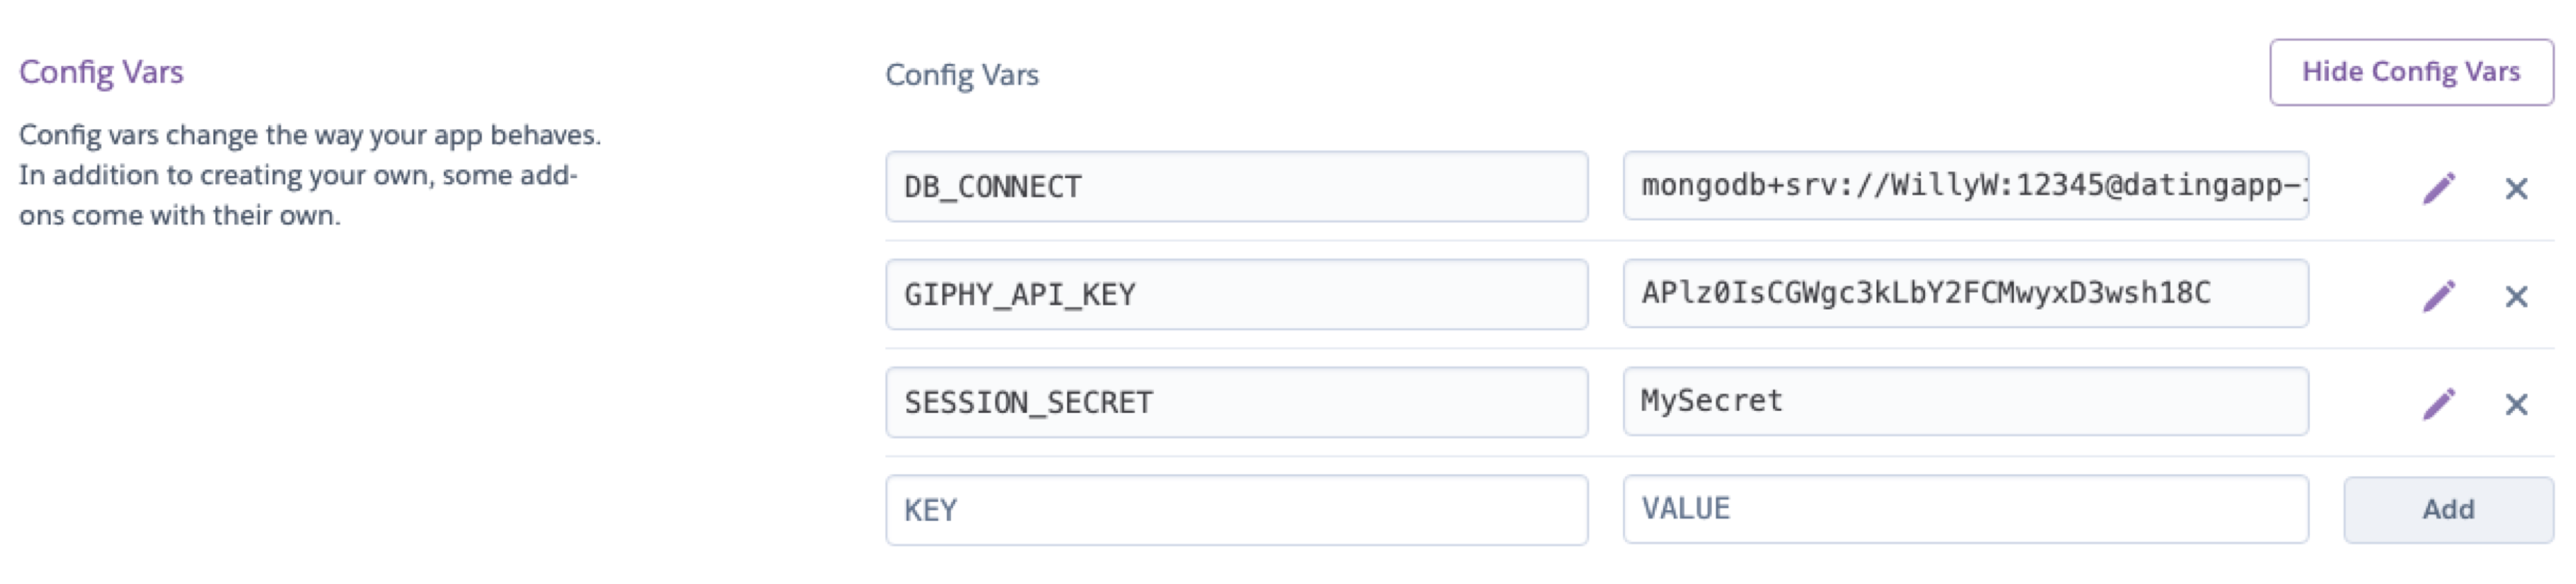 Config Vars
Config vars change the way your app behaves.
In addition to creating your own, some add-
ons come with their own.
Config Vars
Hide Config Vars
DB_CONNECT
mongodb+srv://WillyW:12345@datingapp-
GIPHY_API_KEY
APlz0IsCGWgc3kLbY2FCMwyxD3wsh18C
SESSION_SECRET
MySecret
KEY
VALUE
Add